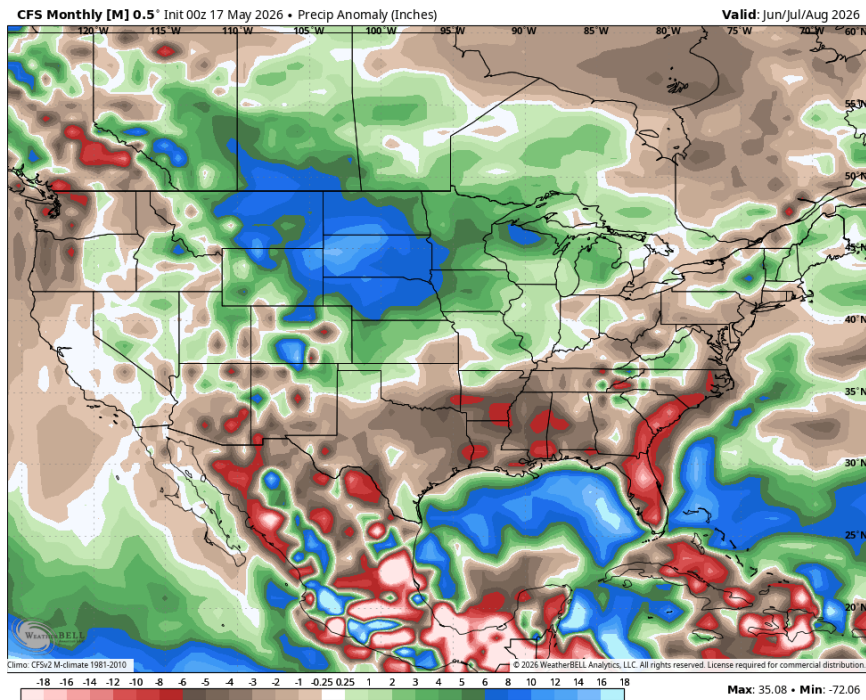 CFS Monthly [M] 0.5° Init 00z 17 May 2026 • Precip Anomaly (Inches) Valid: Jun/Jul/Aug 2026
120°W 115°W 110°W 105°W 100°W 95°W 90°W 85°W 80°W 75°W 70°W 60°N
55°N
50°N
45°N
40°N
35°N
30°N
25°N
20°N
WEATHERBELL
Climo: CFSv2 M-climate 1981-2010 © 2026 WeatherBELL Analytics, LLC. All rights reserved. License required for commercial distribution.
-18 -16 -14 -12 -10 -8 -6 -5 -4 -3 -2 -1 -0.25 0.25 1 2 3 4 5 6 8 10 12 14 16 18
Max: 35.08 • Min: -72.05